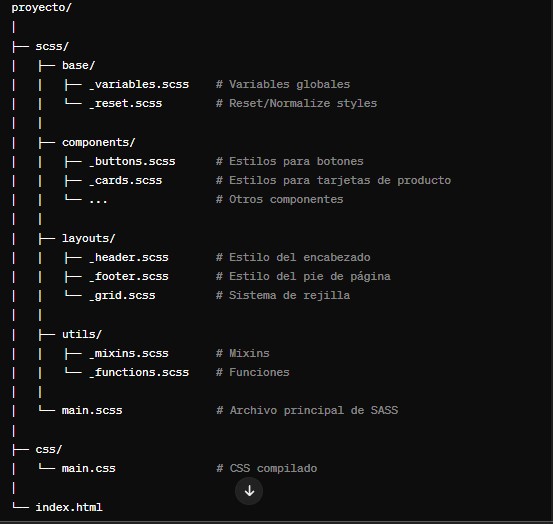 proyecto/
│
├── scss/
│   ├── base/
│   │   ├── _variables.scss    # Variables globales
│   │   └── _reset.scss        # Reset/Normalize styles
│   │
│   ├── components/
│   │   ├── _buttons.scss      # Estilos para botones
│   │   ├── _cards.scss        # Estilos para tarjetas de producto
│   │   └── ...                # Otros componentes
│   │
│   ├── layouts/
│   │   ├── _header.scss       # Estilo del encabezado
│   │   ├── _footer.scss       # Estilo del pie de página
│   │   └── _grid.scss         # Sistema de rejilla
│   │
│   ├── utils/
│   │   ├── _mixins.scss       # Mixins
│   │   └── _functions.scss    # Funciones
│   │
│   └── main.scss              # Archivo principal de SASS
│
├── css/
│   └── main.css               # CSS compilado
│
└── index.html